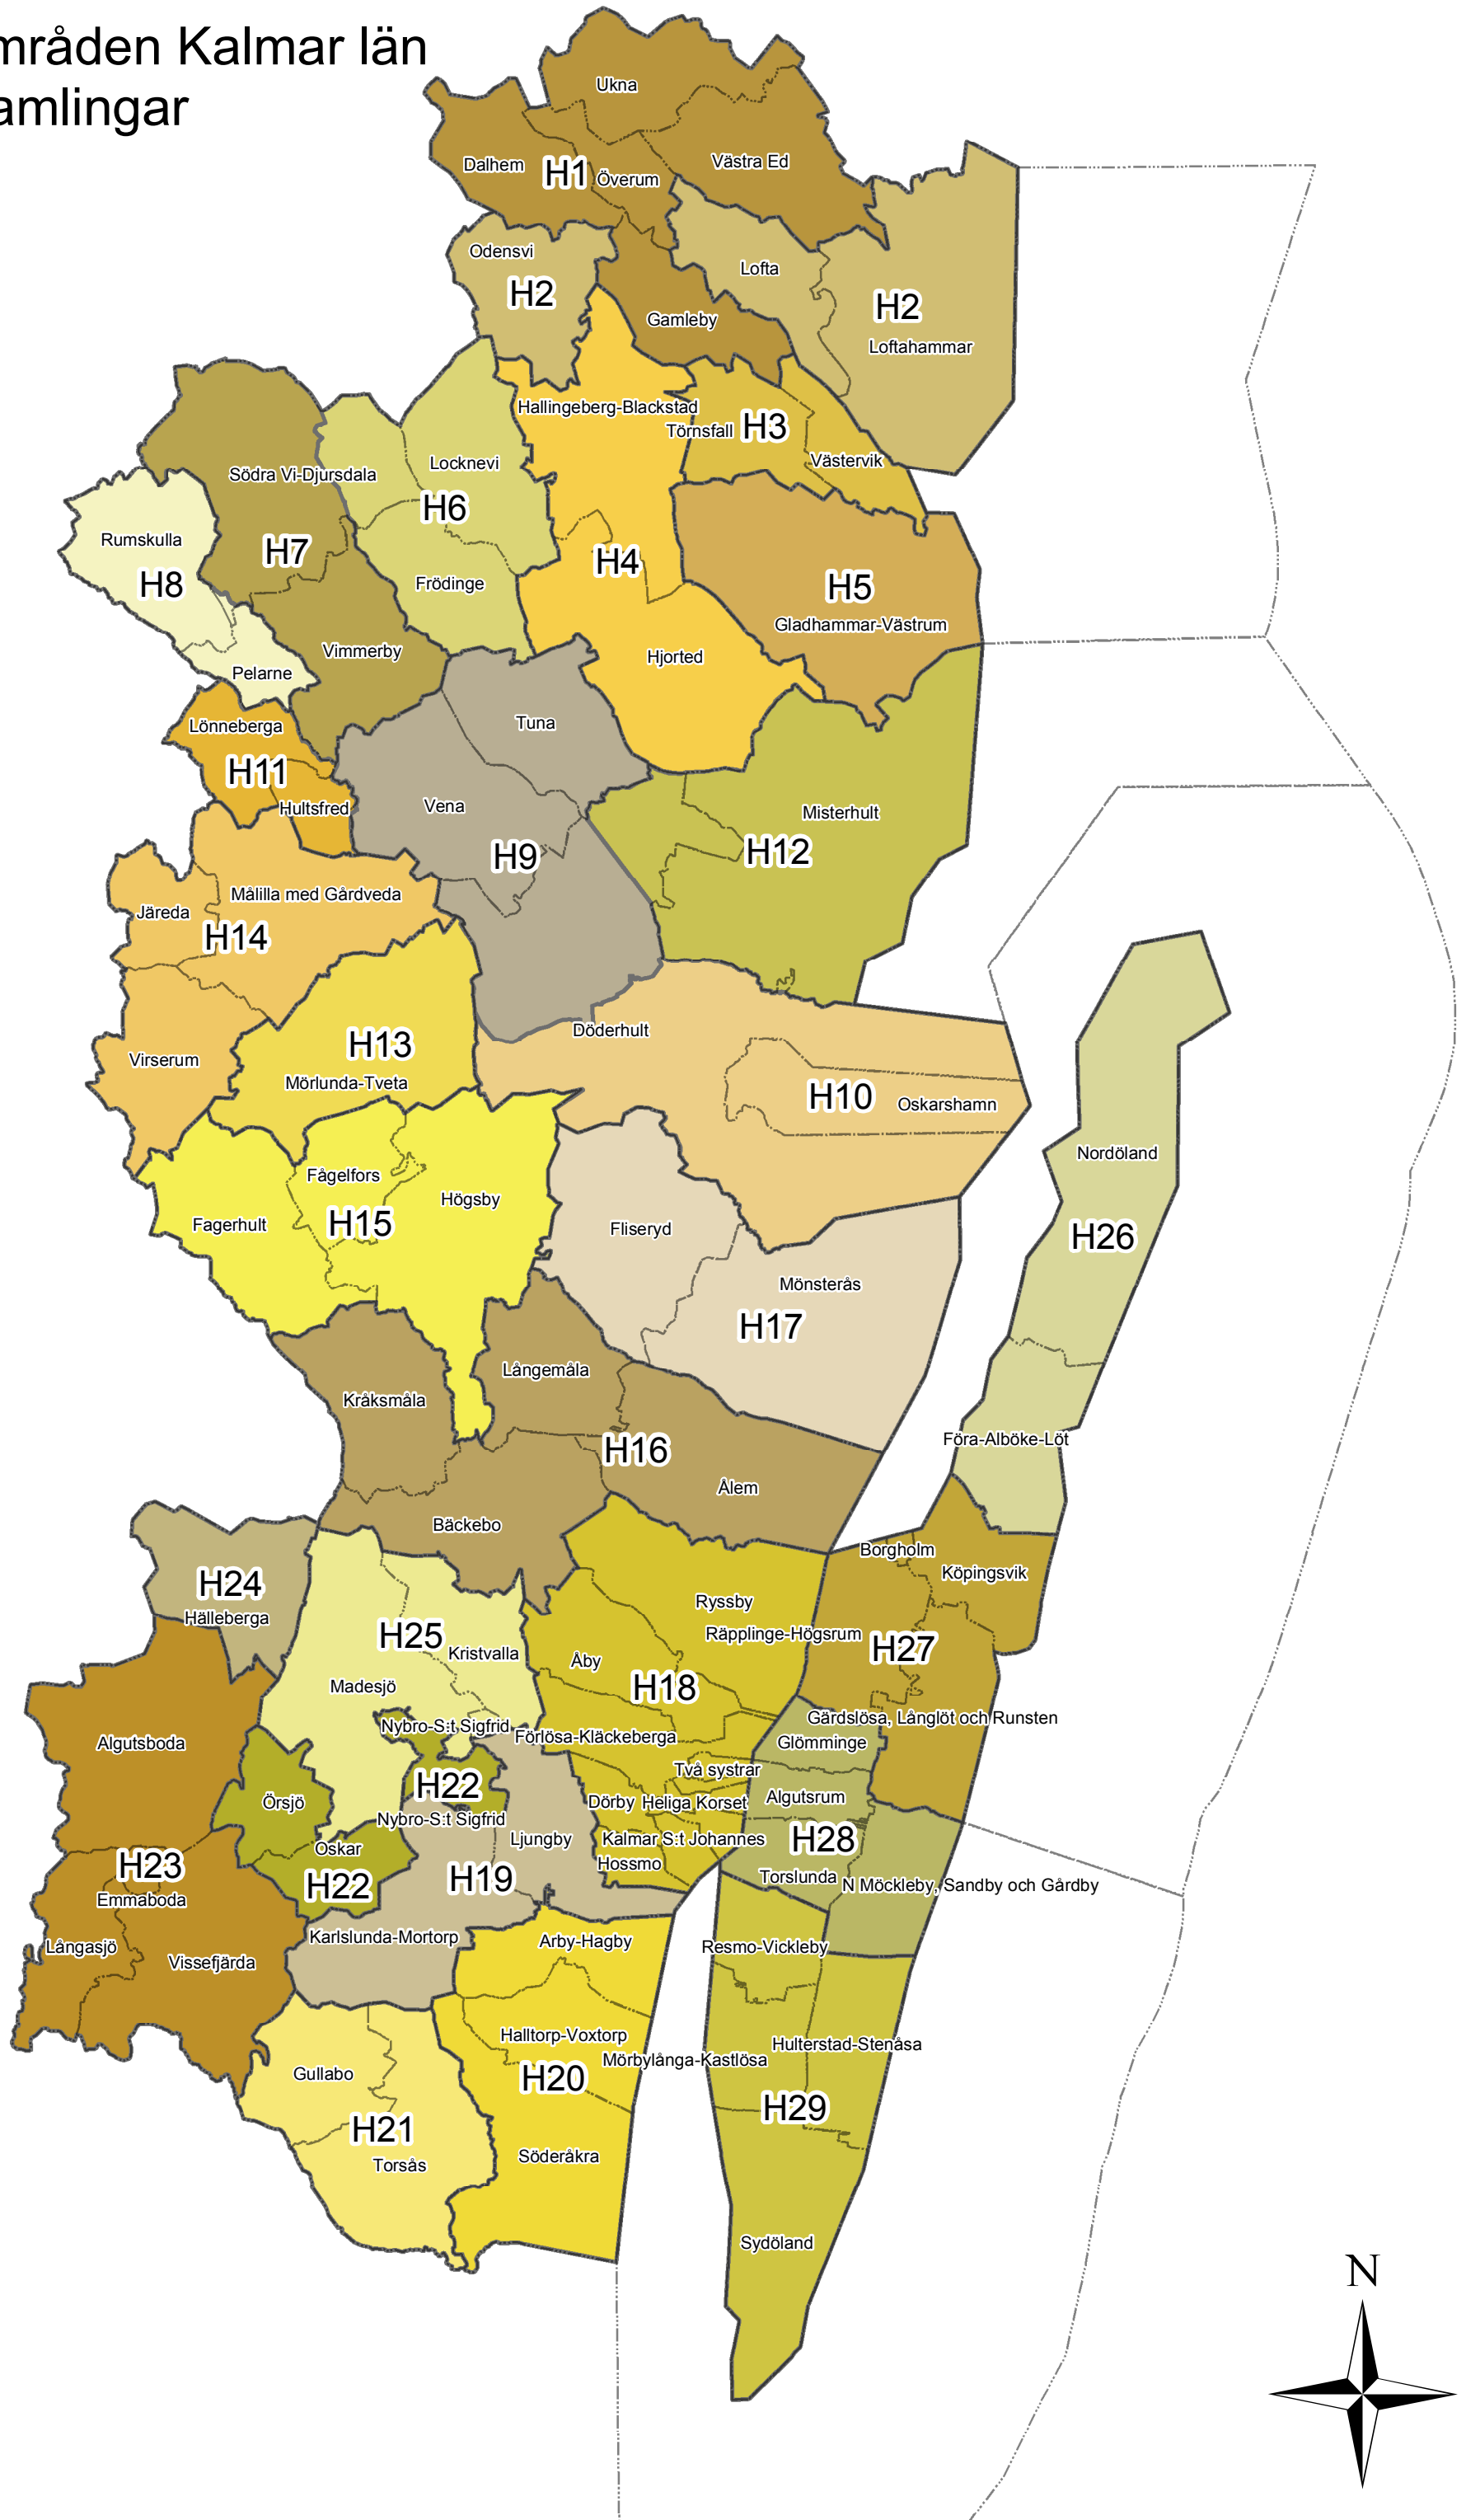 mråden Kalmar län
amlingar
Ukna
Dalhem
H1
Överum
Västra Ed
Odensvi
H2
Lofta
H2
Gamleby
Loftahammar
Hallingeberg-Blackstad
Törnsfall
H3
Västervik
Södra Vi-Djursdala
Locknevi
H6
Rumskulla
H7
H8
H4
Frödinge
H5
Gladhammar-Västrum
Vimmerby
Hjorted
Pelarne
Lönneberga
Tuna
H11
Hultsfred
Vena
Misterhult
H9
H12
Målilla med Gårdveda
Järeda
H14
Döderhult
H13
Virserum
Mörlunda-Tveta
H10
Oskarshamn
Nordöland
Fågelfors
Högsby
Fagerhult
H15
Fliseryd
H26
Mönsterås
H17
Långemåla
Kråksmåla
Föra-Alböke-Löt
H16
Ålem
Bäckebo
Borgholm
Köpingsvik
H24
Hälleberga
Ryssby
H25
Räpplinge-Högsrum
Kristvalla
H27
Åby
Madesjö
H18
Nybro-S:t Sigfrid
Gärdslösa, Långlöt och Runsten
Algutsboda
Förlösa-Kläckeberga
Glömminge
Två systrar
H22
Örsjö
Dörby
Heliga Korset
Algutsrum
Nybro-S:t Sigfrid
Ljungby
Kalmar S:t Johannes
H28
Oskar
H23
Hossmo
Torslunda
H22
H19
N Möckleby, Sandby och Gårdby
Emmaboda
Långasjö
Karlslunda-Mortorp
Arby-Hagby
Resmo-Vickleby
Vissefjärda
Halltorp-Voxtorp
Hulterstad-Stenåsa
Gullabo
Mörbylånga-Kastlösa
H20
H29
H21
Söderåkra
Torsås
Sydöland
N